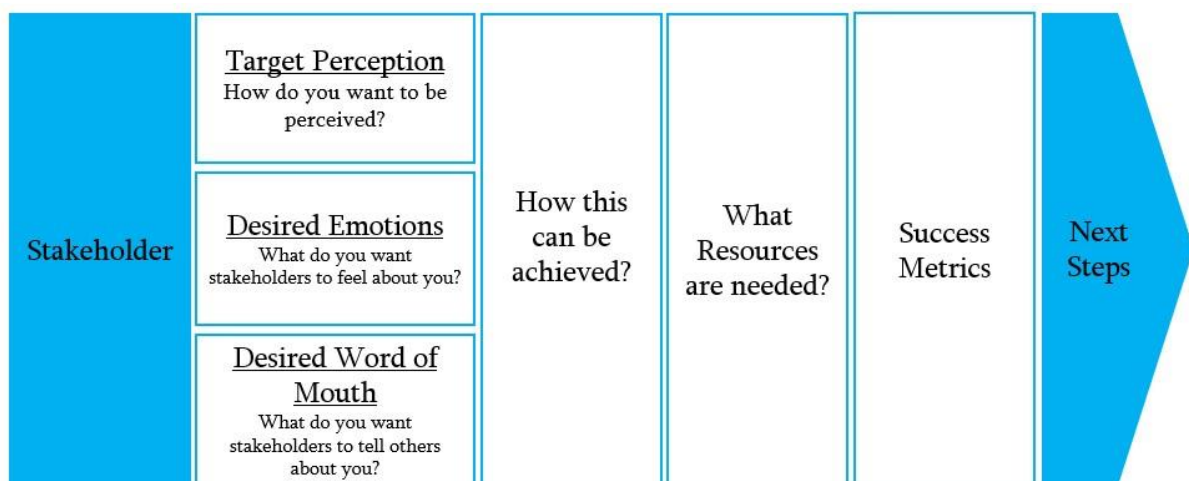 Stakeholder
Target Perception
How do you want to be
perceived?
Desired Emotions
What do you want
stakeholders to feel about you?
Desired Word of
Mouth
What do you want
stakeholders to tell others
about you?
How this
can be
achieved?
What
Resources
are needed?
Success
Metrics
Next
Steps